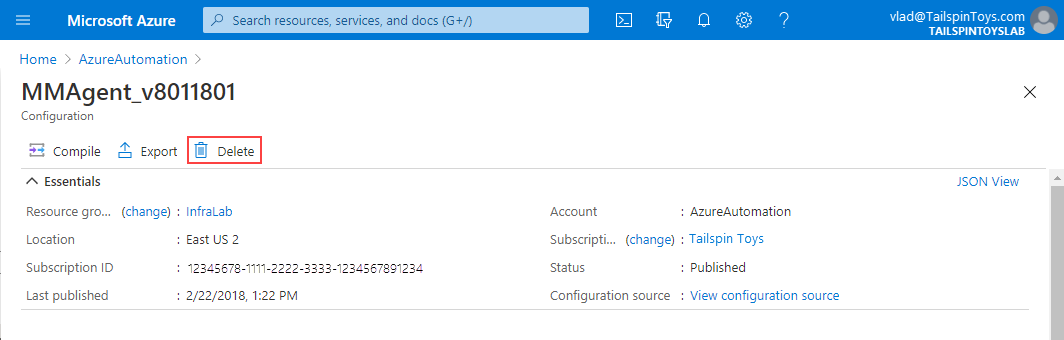 Microsoft Azure Search resources, services, and docs (G+/) vlad@TailspinToys.com
TAILSPINTOYSLAB
Home > AzureAutomation >
MMAgent_v8011801
Configuration
Compile Export Delete
Essentials JSON View
Resource gro... (change) : InfraLab Account : AzureAutomation
Location : East US 2 Subscripti... (change) : Tailspin Toys
Subscription ID : 12345678-1111-2222-3333-1234567891234 Status : Published
Last published : 2/22/2018, 1:22 PM Configuration source : View configuration source